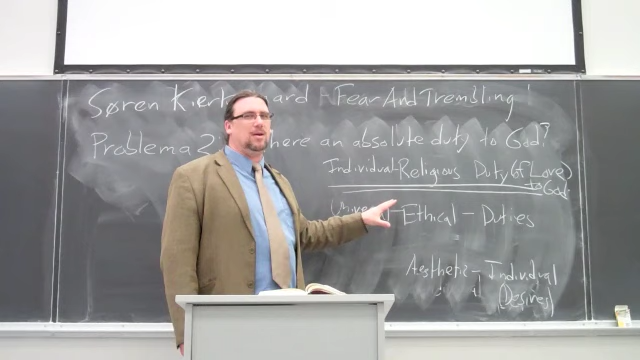 Søren Kier ard Fear And Trembling
Problema 2 here an absolute duty to God?
Individual-Religious Duty (of Love)
to God
Ethical - Duties
Aesthetic - Individual
(Desires)